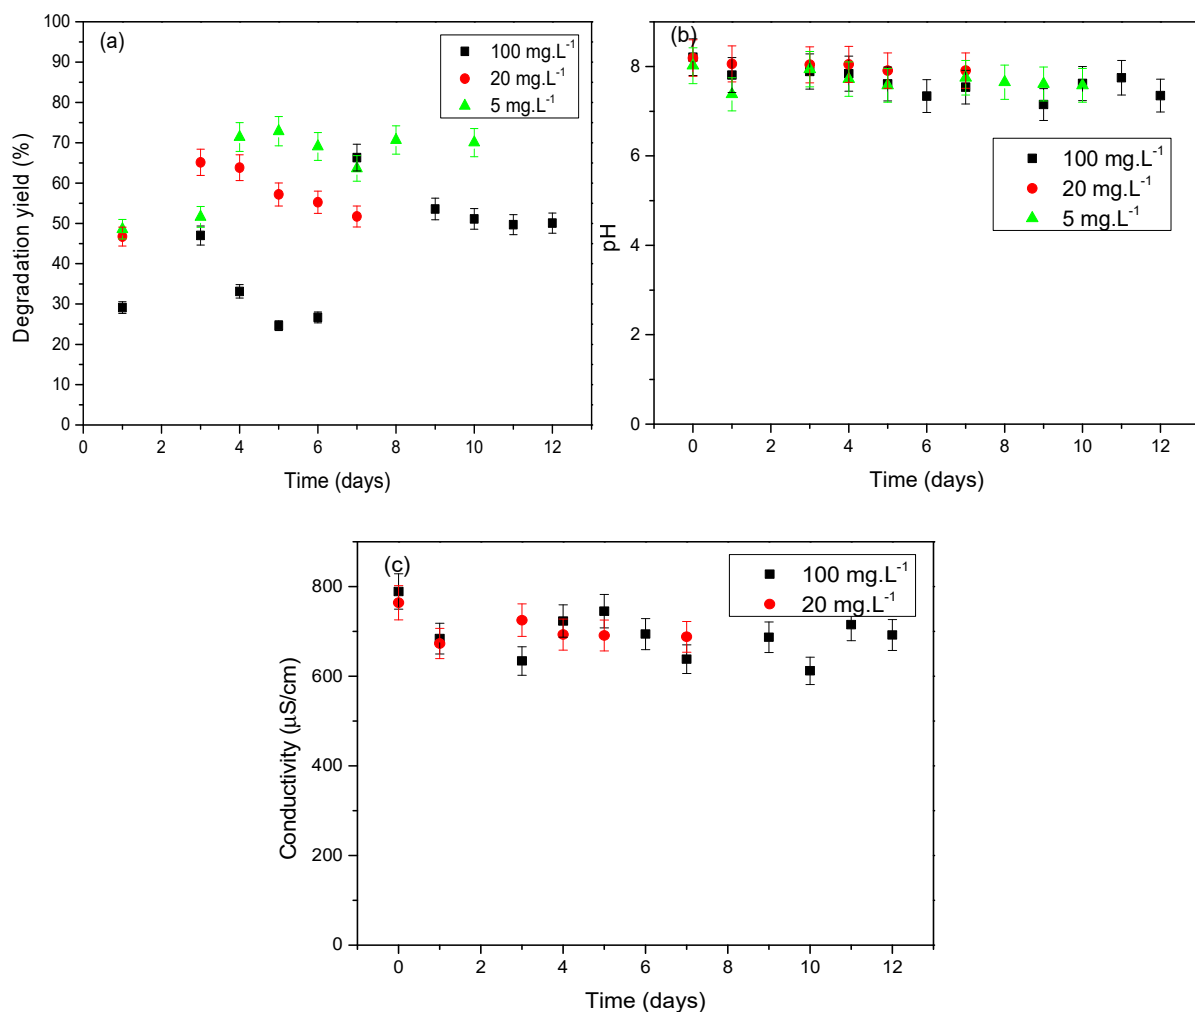 (a)
100 mg.L⁻¹
20 mg.L⁻¹
5 mg.L⁻¹
100
90
80
70
60
50
40
30
20
10
0
Degradation yield (%)
0 2 4 6 8 10 12
Time (days)
(b)
100 mg.L⁻¹
20 mg.L⁻¹
5 mg.L⁻¹
8
6
4
2
0
pH
0 2 4 6 8 10 12
Time (days)
(c)
100 mg.L⁻¹
20 mg.L⁻¹
800
600
400
200
0
Conductivity (µS/cm)
0 2 4 6 8 10 12
Time (days)